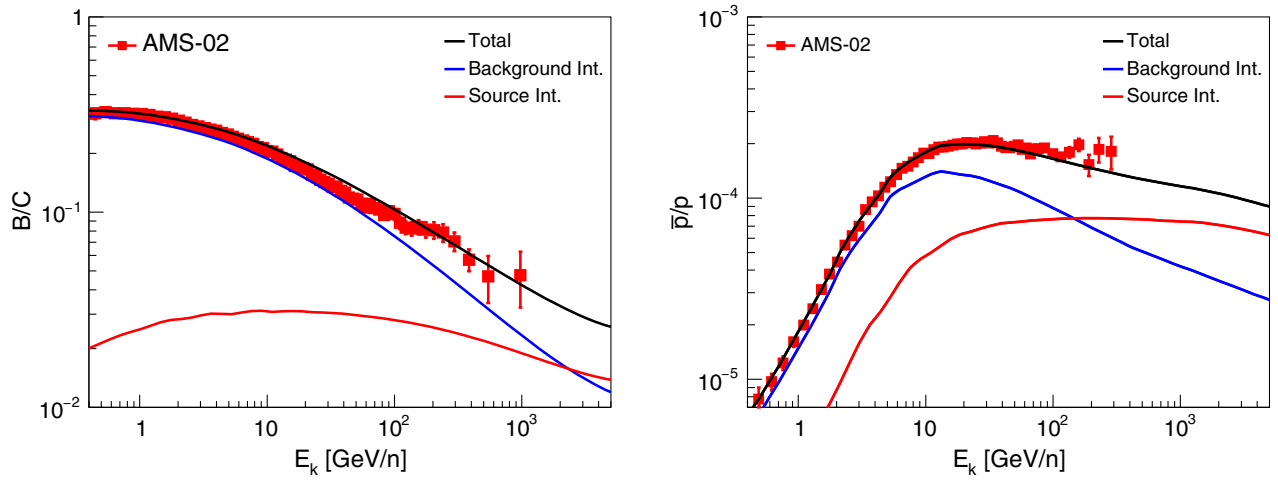 1
10⁻¹
10⁻²
B/C
AMS-02
Total
Background Int.
Source Int.
1
10
10²
10³
E_k [GeV/n]
10⁻³
10⁻⁴
10⁻⁵
p̅/p
AMS-02
Total
Background Int.
Source Int.
1
10
10²
10³
E_k [GeV/n]